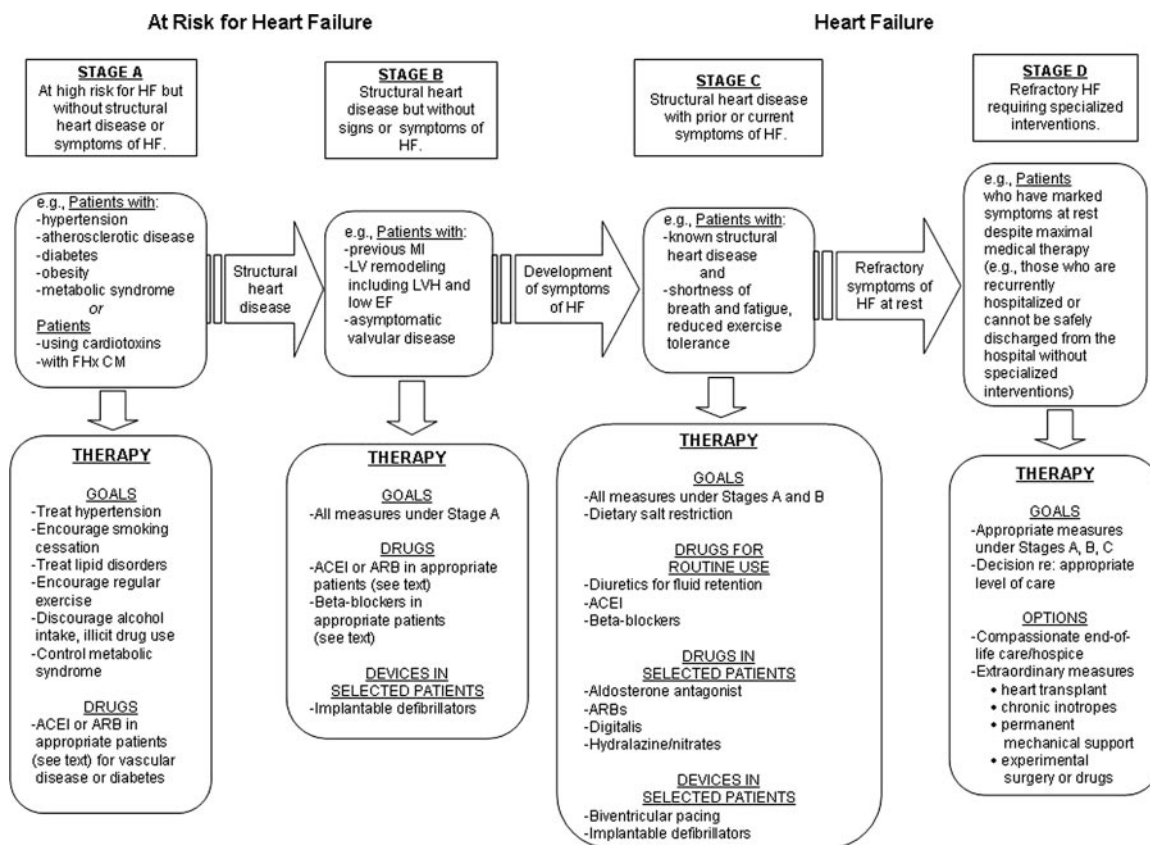 At Risk for Heart Failure
Heart Failure
STAGE A
At high risk for HF but
without structural
heart disease or
symptoms of HF.
STAGE B
Structural heart
disease but without
signs or symptoms of
HF.
STAGE C
Structural heart disease
with prior or current
symptoms of HF.
STAGE D
Refractory HF
requiring specialized
interventions.
e.g., Patients with:
-hypertension
-atherosclerotic disease
-diabetes
-obesity
-metabolic syndrome
or
Patients
-using cardiotoxins
-with FHx CM
Structural
heart
disease
e.g., Patients with:
-previous MI
-LV remodeling
including LVH and
low EF
-asymptomatic
valvular disease
Development
of symptoms
of HF
e.g., Patients with:
-known structural
heart disease
and
-shortness of
breath and fatigue,
reduced exercise
tolerance
Refractory
symptoms of
HF at rest
e.g., Patients
who have marked
symptoms at rest
despite maximal
medical therapy
(e.g., those who are
recurrently
hospitalized or
cannot be safely
discharged from the
hospital without
specialized
interventions)
THERAPY
GOALS
-Treat hypertension
-Encourage smoking
cessation
-Treat lipid disorders
-Encourage regular
exercise
-Discourage alcohol
intake, illicit drug use
-Control metabolic
syndrome
DRUGS
-ACEI or ARB in
appropriate patients
(see text) for vascular
disease or diabetes
THERAPY
GOALS
-All measures under Stage A
DRUGS
-ACEI or ARB in appropriate
patients (see text)
-Beta-blockers in
appropriate patients
(see text)
DEVICES IN
SELECTED PATIENTS
-Implantable defibrillators
THERAPY
GOALS
-All measures under Stages A and B
-Dietary salt restriction
DRUGS FOR
ROUTINE USE
-Diuretics for fluid retention
-ACEI
-Beta-blockers
DRUGS IN
SELECTED PATIENTS
-Aldosterone antagonist
-ARBs
-Digitalis
-Hydralazine/nitrates
DEVICES IN
SELECTED PATIENTS
-Biventricular pacing
-Implantable defibrillators
THERAPY
GOALS
-Appropriate measures
under Stages A, B, C
-Decision re: appropriate
level of care
OPTIONS
-Compassionate end-of-
life care/hospice
-Extraordinary measures
• heart transplant
• chronic inotropes
• permanent
mechanical support
• experimental
surgery or drugs